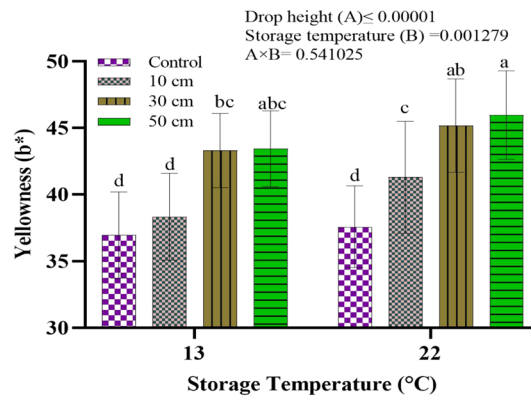 Drop height (A)≤ 0.00001
Storage temperature (B) =0.001279
A×B= 0.541025
50
45
40
35
30
Yellowness (b*)
Control
10 cm
30 cm
50 cm
d
d
bc
abc
d
c
ab
a
13
22
Storage Temperature (°C)